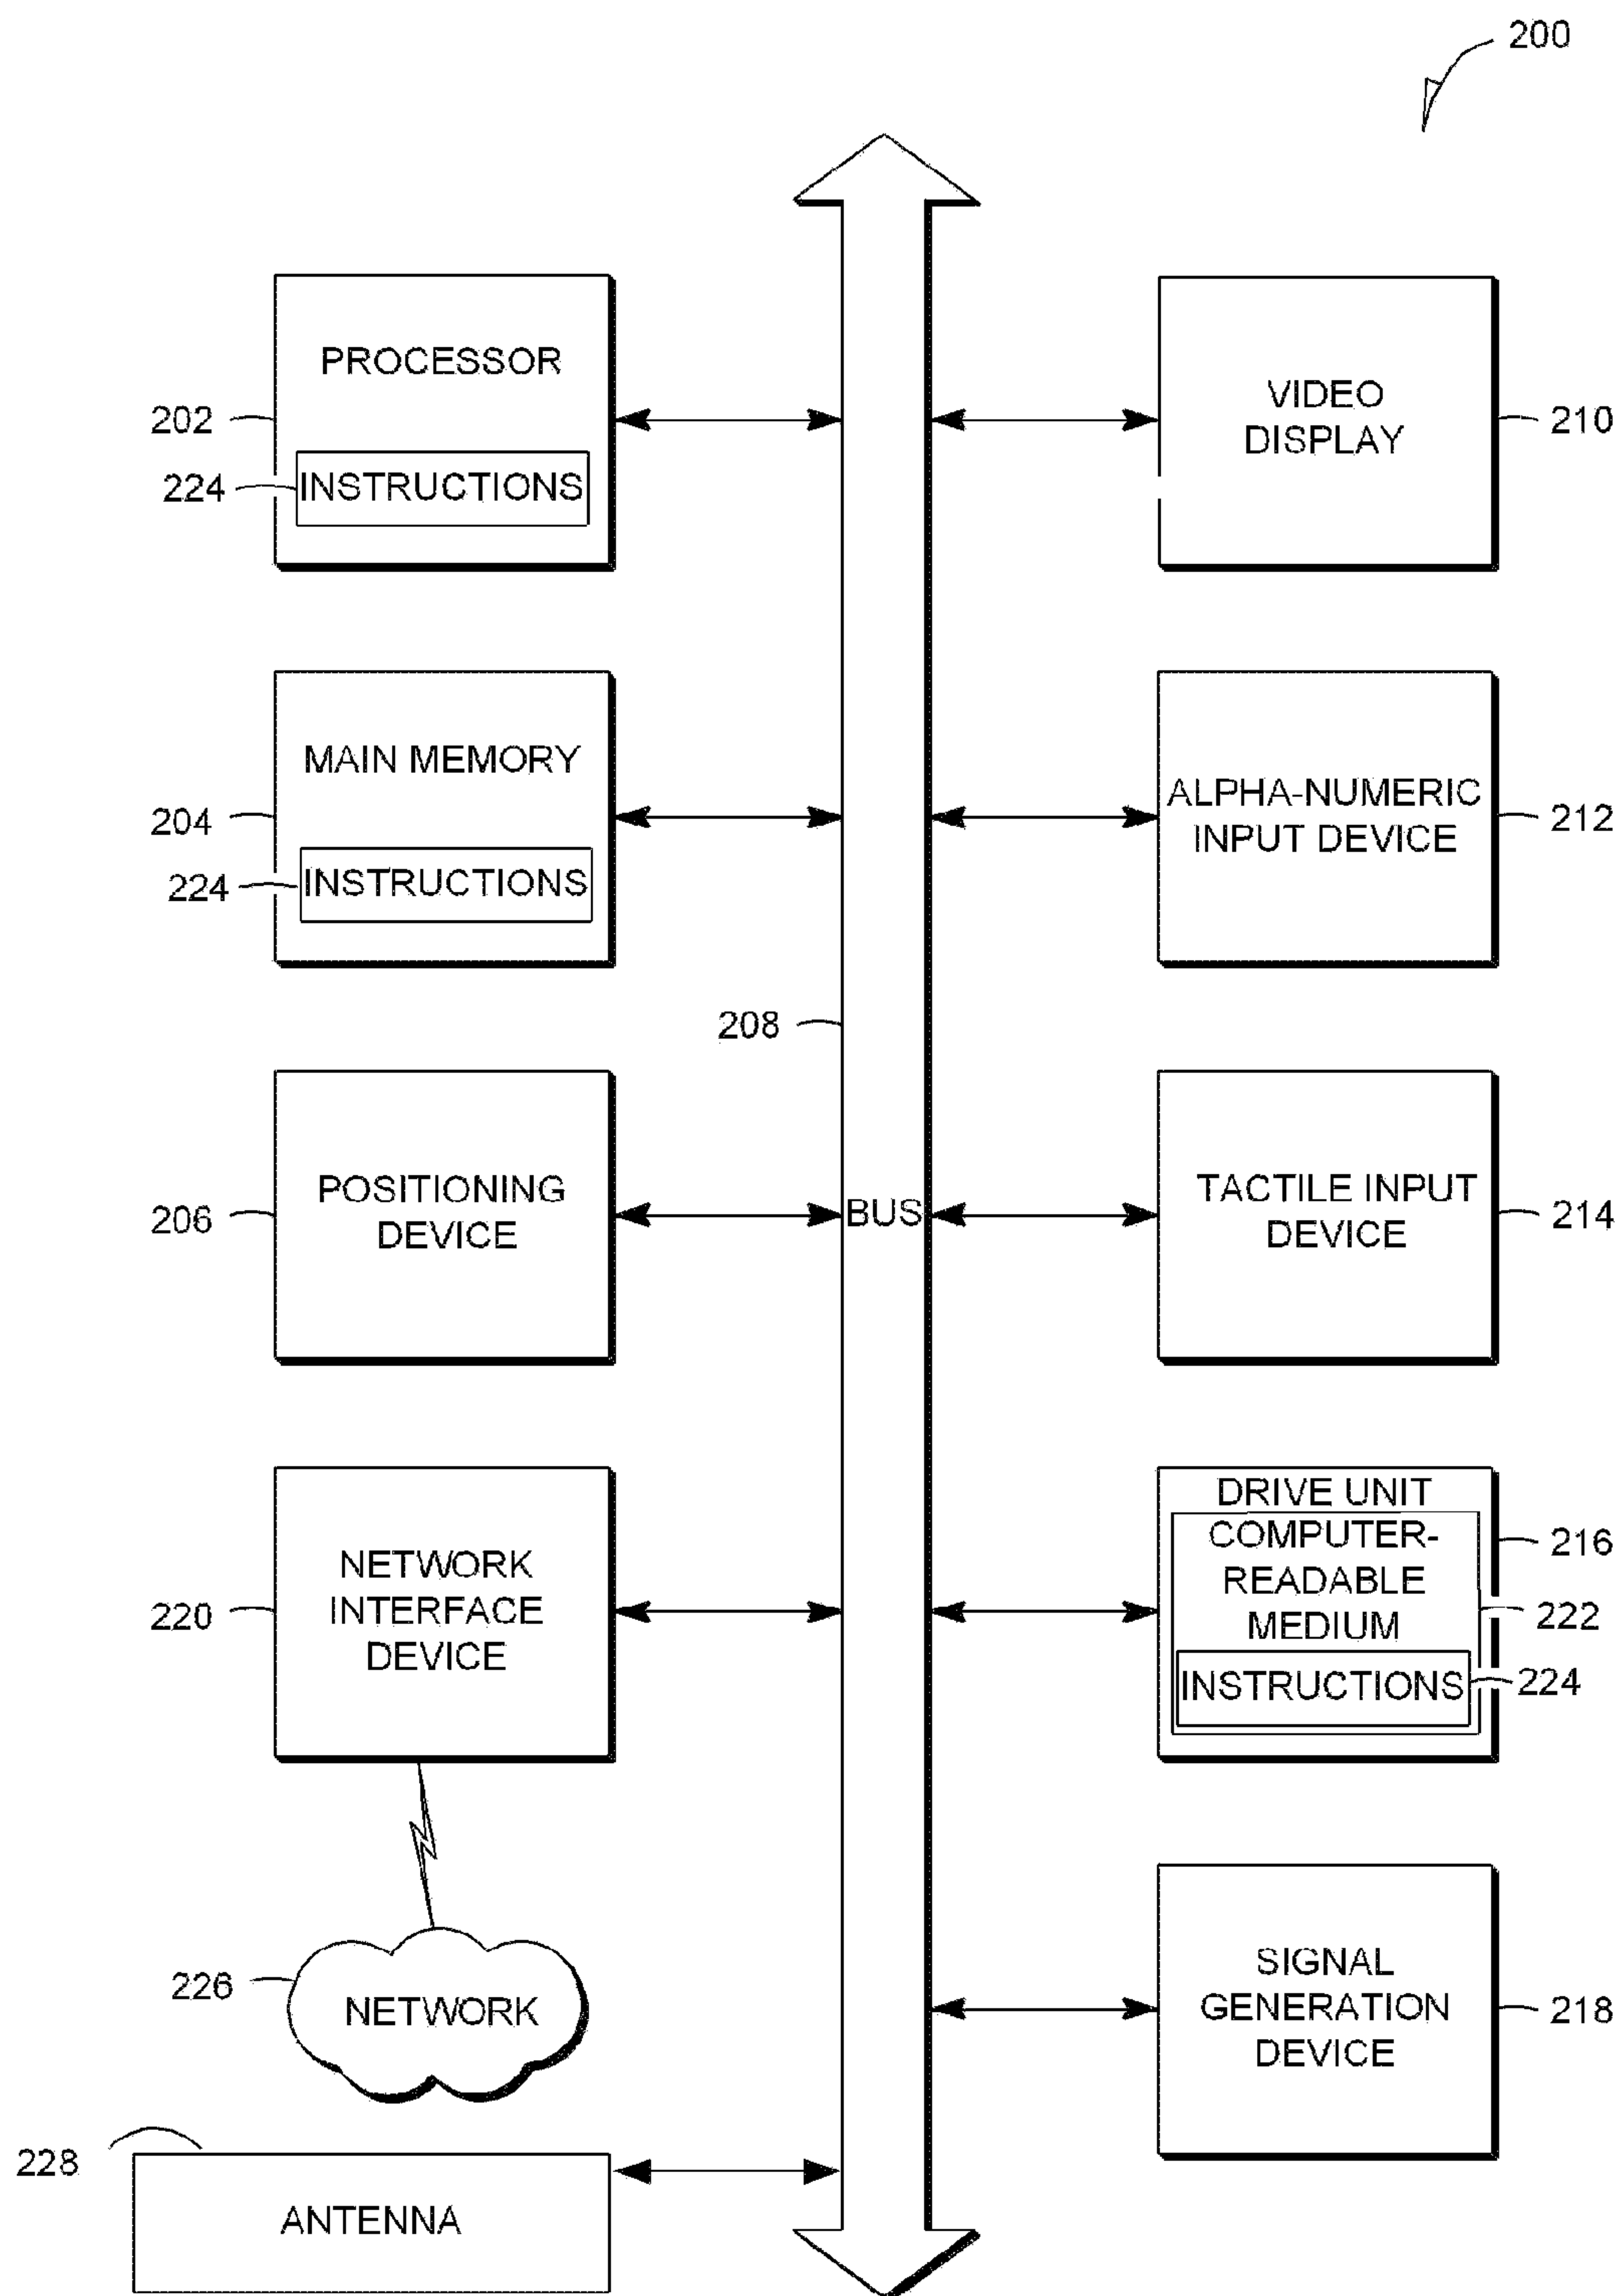 200
PROCESSOR
202
224
INSTRUCTIONS
VIDEO
DISPLAY
210
MAIN MEMORY
204
224
INSTRUCTIONS
ALPHA-NUMERIC
INPUT DEVICE
212
208
POSITIONING
DEVICE
206
BUS
TACTILE INPUT
DEVICE
214
NETWORK
INTERFACE
DEVICE
220
DRIVE UNIT
COMPUTER-
READABLE
MEDIUM
INSTRUCTIONS
216
222
224
226
NETWORK
SIGNAL
GENERATION
DEVICE
218
228
ANTENNA